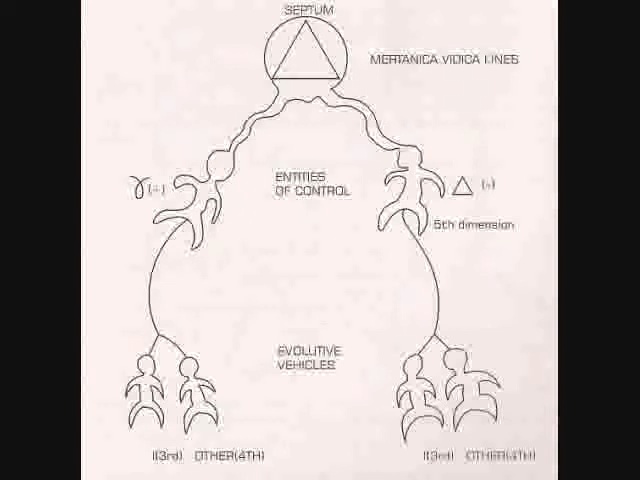 SEPTUM
MERTANICA VIDICA LINES
ENTITIES
OF CONTROL
γ (+)
△ (-)
5th dimension
EVOLUTIVE
VEHICLES
I(3rd) OTHER(4TH)
I(3rd) OTHER(4TH)